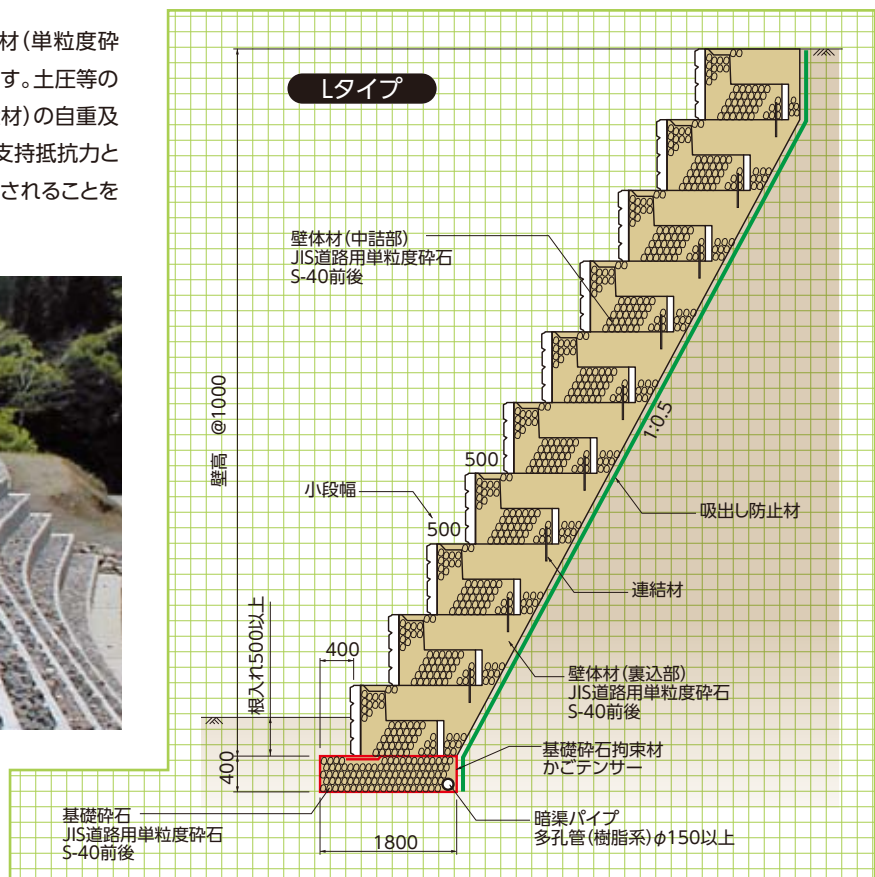 材(単粒度砕
す。土圧等の
材)の自重及
支持抵抗力と
されることを
Lタイプ
壁体材(中詰部)
JIS道路用単粒度砕石
S-40前後
壁高 @1000
1:0.5
500
小段幅
500
吸出し防止材
連結材
根入れ500以上
400
壁体材(裏込部)
JIS道路用単粒度砕石
S-40前後
400
基礎砕石拘束材
かごテンサー
基礎砕石
JIS道路用単粒度砕石
S-40前後
1800
暗渠パイプ
多孔管(樹脂系)φ150以上